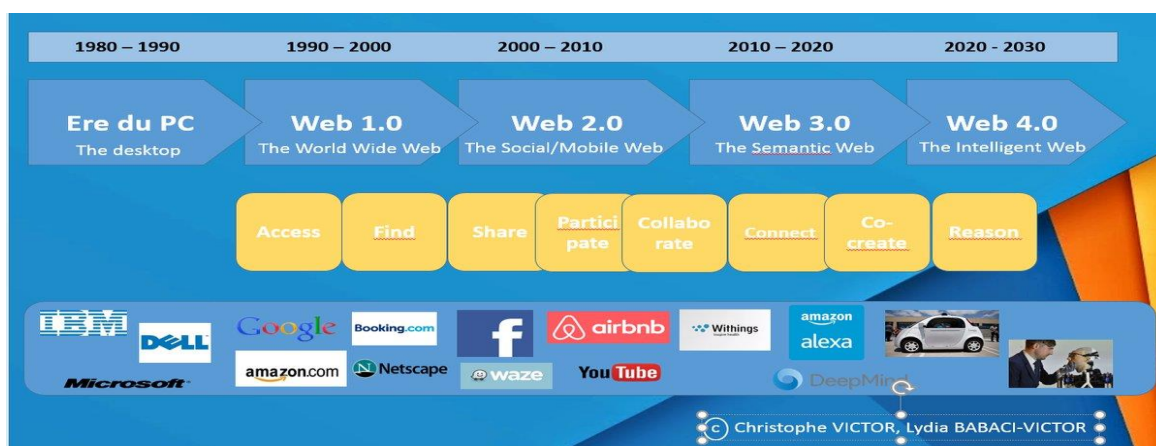 1980 – 1990
1990 – 2000
2000 – 2010
2010 – 2020
2020 - 2030
Ere du PC
The desktop
Web 1.0
The World Wide Web
Web 2.0
The Social/Mobile Web
Web 3.0
The Semantic Web
Web 4.0
The Intelligent Web
Access
Find
Share
Partici
pate
Collabo
rate
Connect
Co-
create
Reason
IBM
DELL
Microsoft
Google
Booking.com
amazon.com
Netscape
f
airbnb
waze
YouTube
Withings
amazon
alexa
DeepMind
c Christophe VICTOR, Lydia BABACI-VICTOR